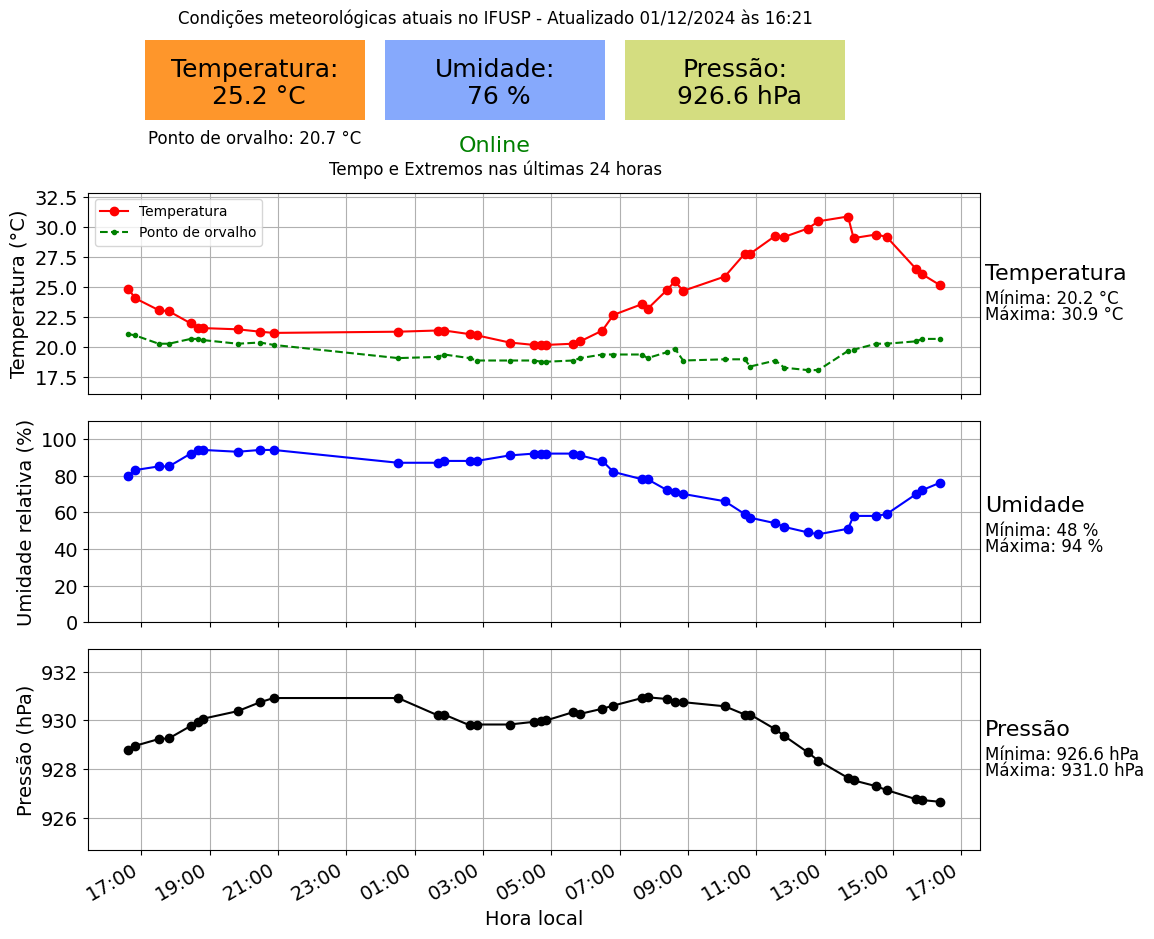 Condições meteorológicas atuais no IFUSP - Atualizado 01/12/2024 às 16:21
Temperatura:
25.2 °C
Umidade:
76 %
Pressão:
926.6 hPa
Ponto de orvalho: 20.7 °C
Online
Tempo e Extremos nas últimas 24 horas
Temperatura (°C)
32.5
30.0
27.5
25.0
22.5
20.0
17.5
Temperatura
Ponto de orvalho
Temperatura
Mínima: 20.2 °C
Máxima: 30.9 °C
Umidade relativa (%)
100
80
60
40
20
0
Umidade
Mínima: 48 %
Máxima: 94 %
Pressão (hPa)
932
930
928
926
Pressão
Mínima: 926.6 hPa
Máxima: 931.0 hPa
17:00 19:00 21:00 23:00 01:00 03:00 05:00 07:00 09:00 11:00 13:00 15:00 17:00
Hora local